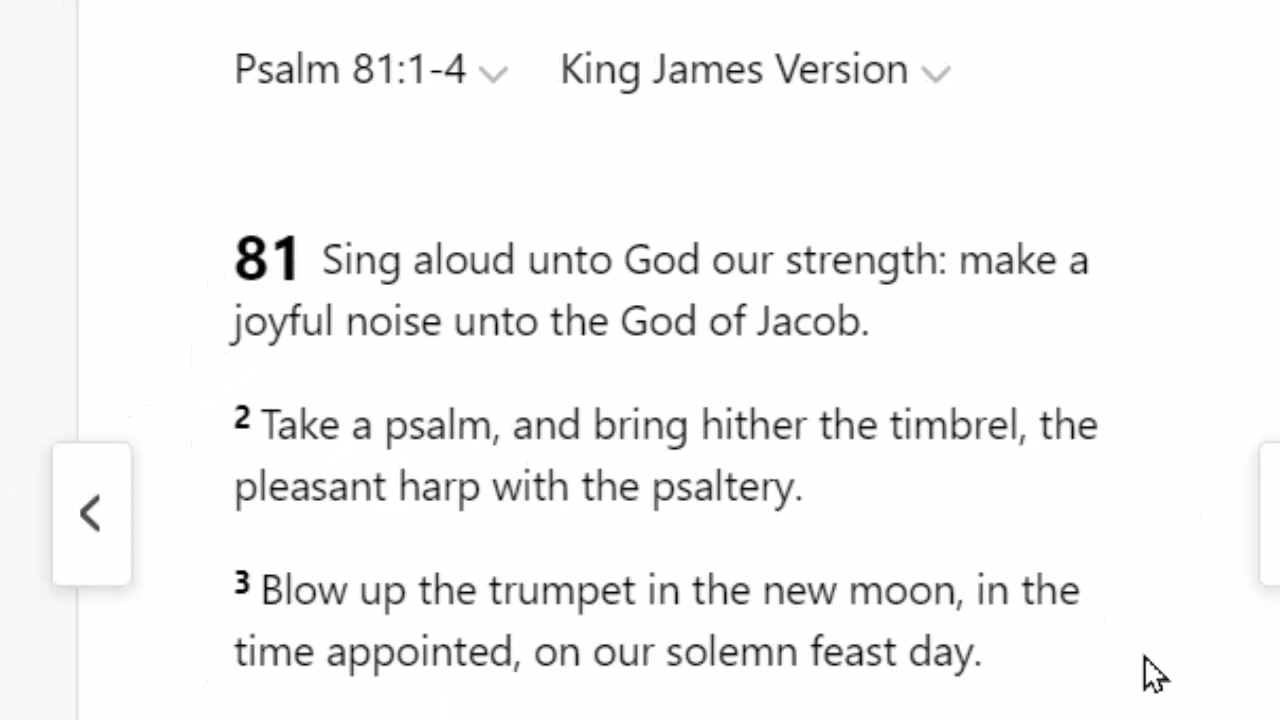 Psalm 81:1-4 King James Version
81 Sing aloud unto God our strength: make a
joyful noise unto the God of Jacob.
2 Take a psalm, and bring hither the timbrel, the
pleasant harp with the psaltery.
3 Blow up the trumpet in the new moon, in the
time appointed, on our solemn feast day.